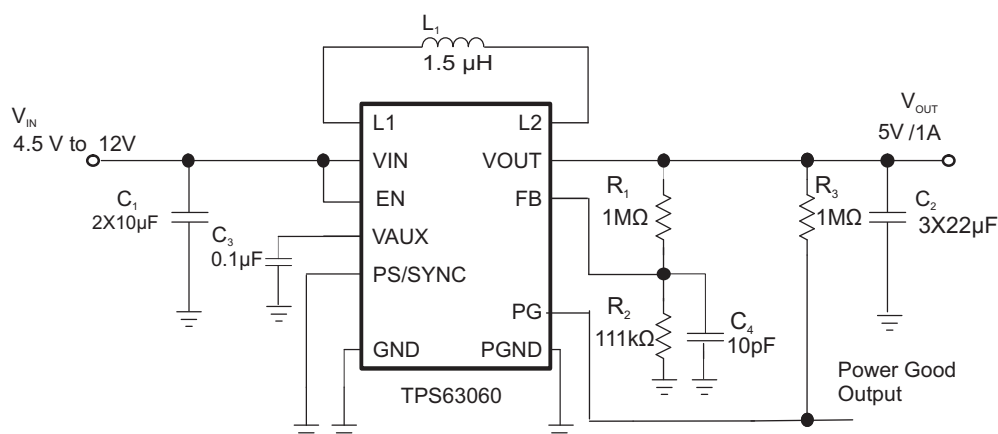 L₁
1.5 µH
V_IN
4.5 V to 12V
V_OUT
5V /1A
L1
L2
VIN
VOUT
EN
FB
VAUX
PS/SYNC
PG
GND
PGND
TPS63060
C₁
2X10µF
C₃
0.1µF
R₁
1MΩ
R₃
1MΩ
C₂
3X22µF
R₂
111kΩ
C₄
10pF
Power Good
Output